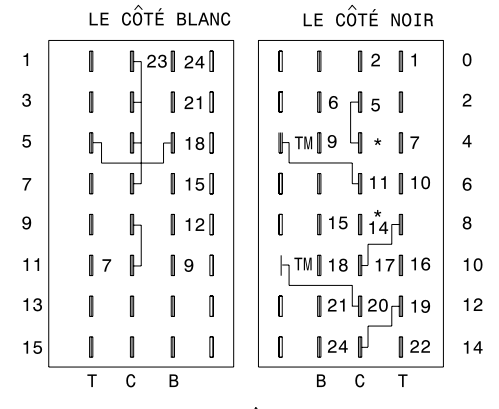 LE CÔTÉ BLANC LE CÔTÉ NOIR
1 23 24 2 1 0
3 21 6 5 2
5 18 TM 9 * 7 4
7 15 11 10 6
9 12 15 * 14 8
11 7 9 TM 18 17 16 10
13 21 20 19 12
15 24 22 14
T C B B C T